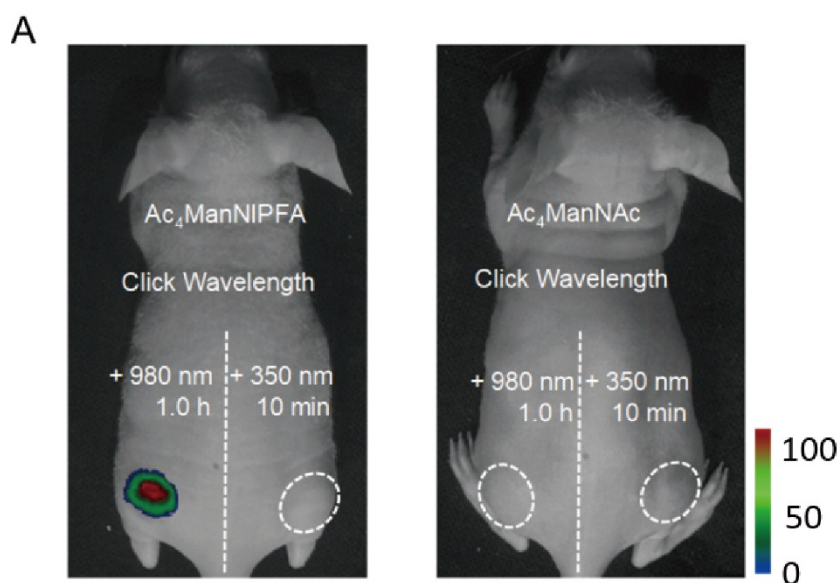 A
Ac₄ManNIPFA
Click Wavelength
+ 980 nm
1.0 h
+ 350 nm
10 min
Ac₄ManNAc
Click Wavelength
+ 980 nm
1.0 h
+ 350 nm
10 min
100
50
0